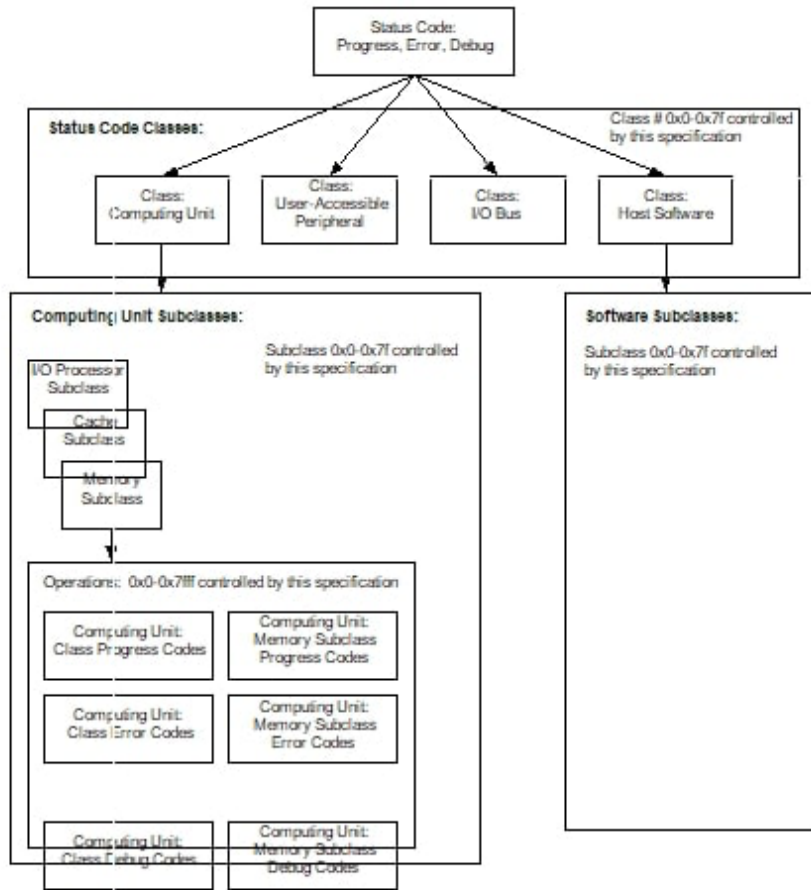 Status Code:
Progress, Error, Debug
Status Code Classes:
Class # 0x0-0x7f controlled
by this specification
Class:
Computing Unit
Class:
User-Accessible
Peripheral
Class:
I/O Bus
Class:
Host Software
Computing Unit Subclasses:
Subclass 0x0-0x7f controlled
by this specification
I/O Processor
Subclass
Cache
Subclass
Memory
Subclass
Operations: 0x0-0x7fff controlled by this specification
Computing Unit:
Class Progress Codes
Computing Unit:
Memory Subclass
Progress Codes
Computing Unit:
Class Error Codes
Computing Unit:
Memory Subclass
Error Codes
Computing Unit:
Class Debug Codes
Computing Unit:
Memory Subclass
Debug Codes
Software Subclasses:
Subclass 0x0-0x7f controlled
by this specification